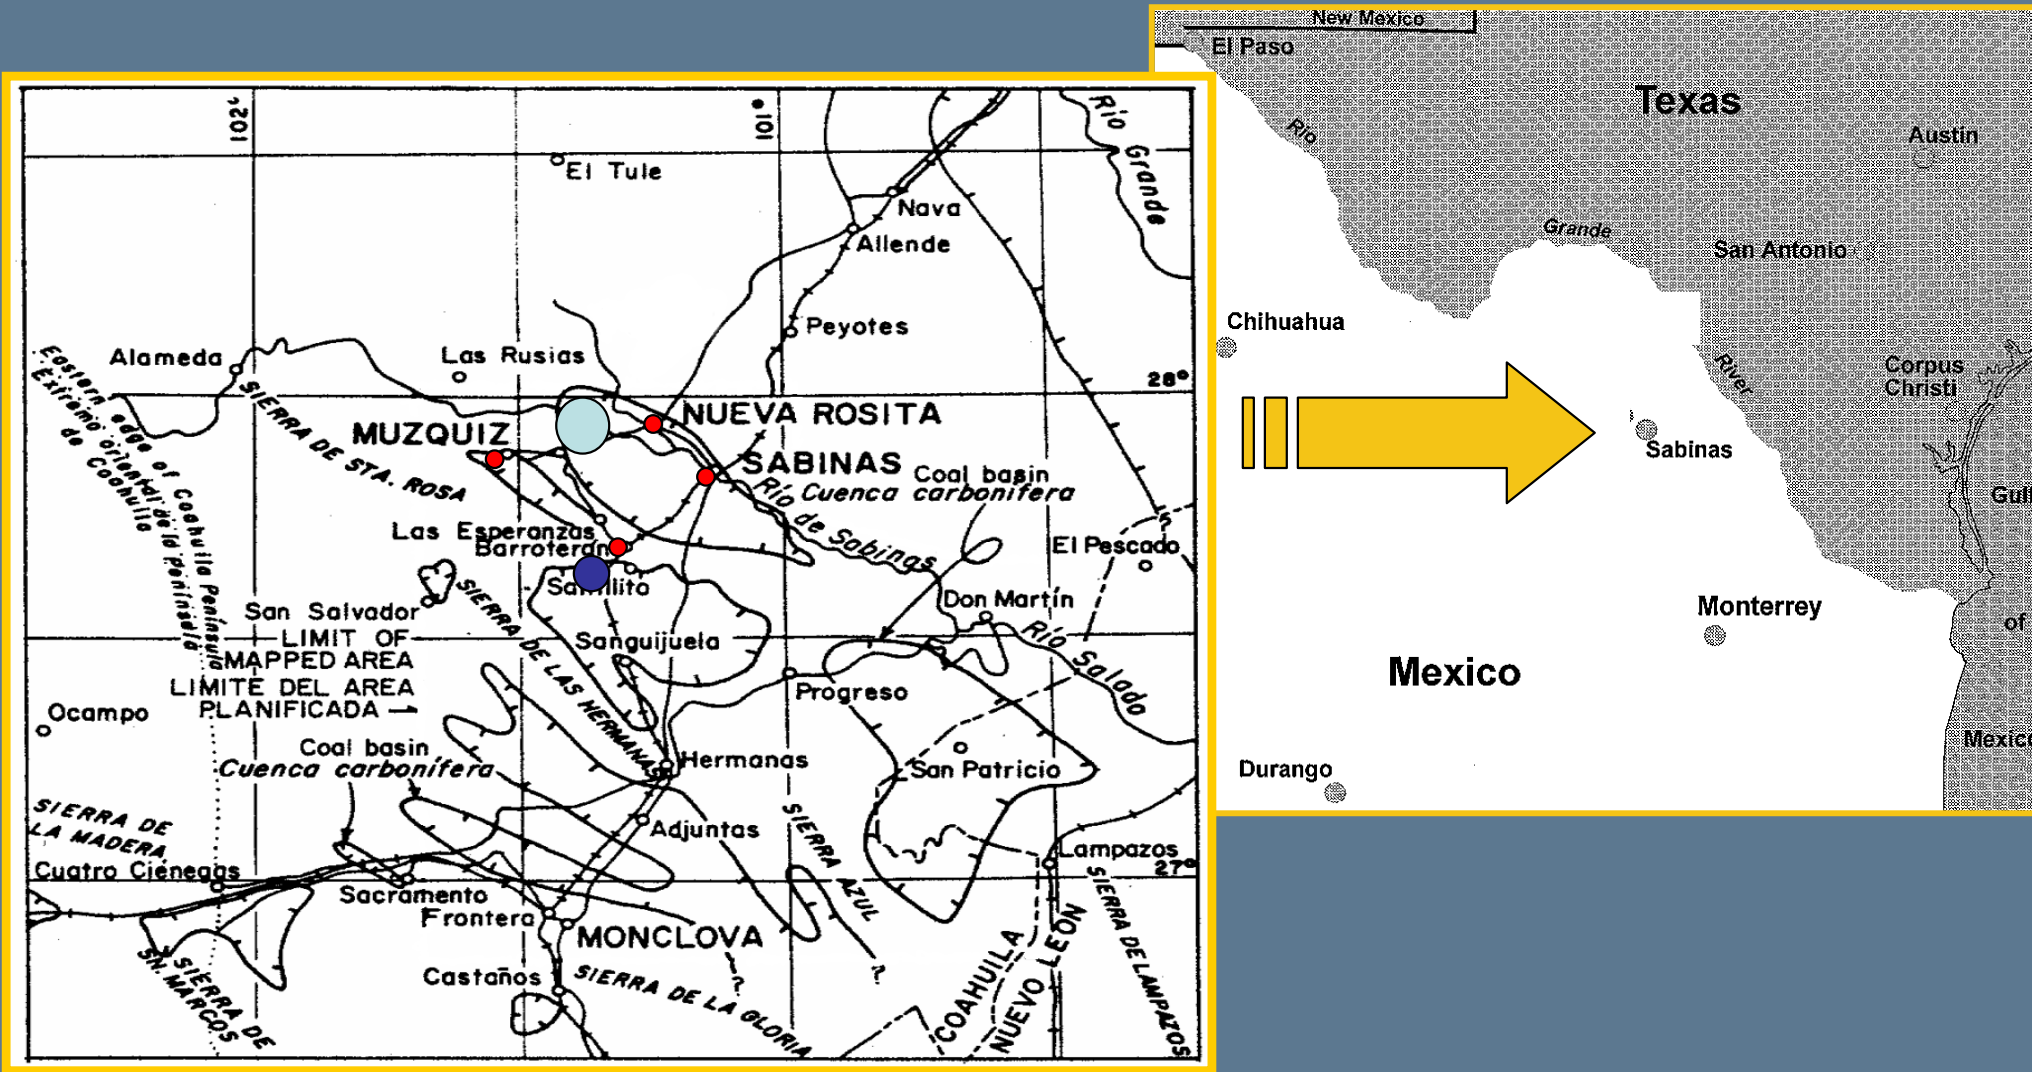 102°
101°
Río
Grande
El Tule
Nava
Allende
Peyotes
Alameda
Las Rusias
28°
Eastern edge of Coahuila Peninsula
Extremo oriental de la Península
de Coahuila
SIERRA DE STA. ROSA
MUZQUIZ
NUEVA ROSITA
SABINAS
Coal basin
Cuenca carbonífera
Río de Sabinas
Las Esperanzas
Barroterán
El Pescado
San Salvador
SIERRA DE LAS HERMANAS
Don Martín
LIMIT OF
MAPPED AREA
LIMITE DEL AREA
PLANIFICADA
Sanguijuela
Río Salado
Progreso
Ocampo
Coal basin
Cuenca carbonífera
Hermanas
San Patricio
SIERRA DE
LA MADERA
Adjuntas
SIERRA AZUL
Lampazos
27°
Cuatro Ciénegas
Sacramento
Frontera
MONCLOVA
SIERRA DE LAMPAZOS
Castaños
SIERRA DE LA GLORIA
SIERRA DE
SN. MARCOS
COAHUILA
NUEVO LEON
New Mexico
El Paso
Texas
Rio
Austin
Grande
San Antonio
Chihuahua
River
Corpus
Christi
Sabinas
Monterrey
of
Mexico
Durango